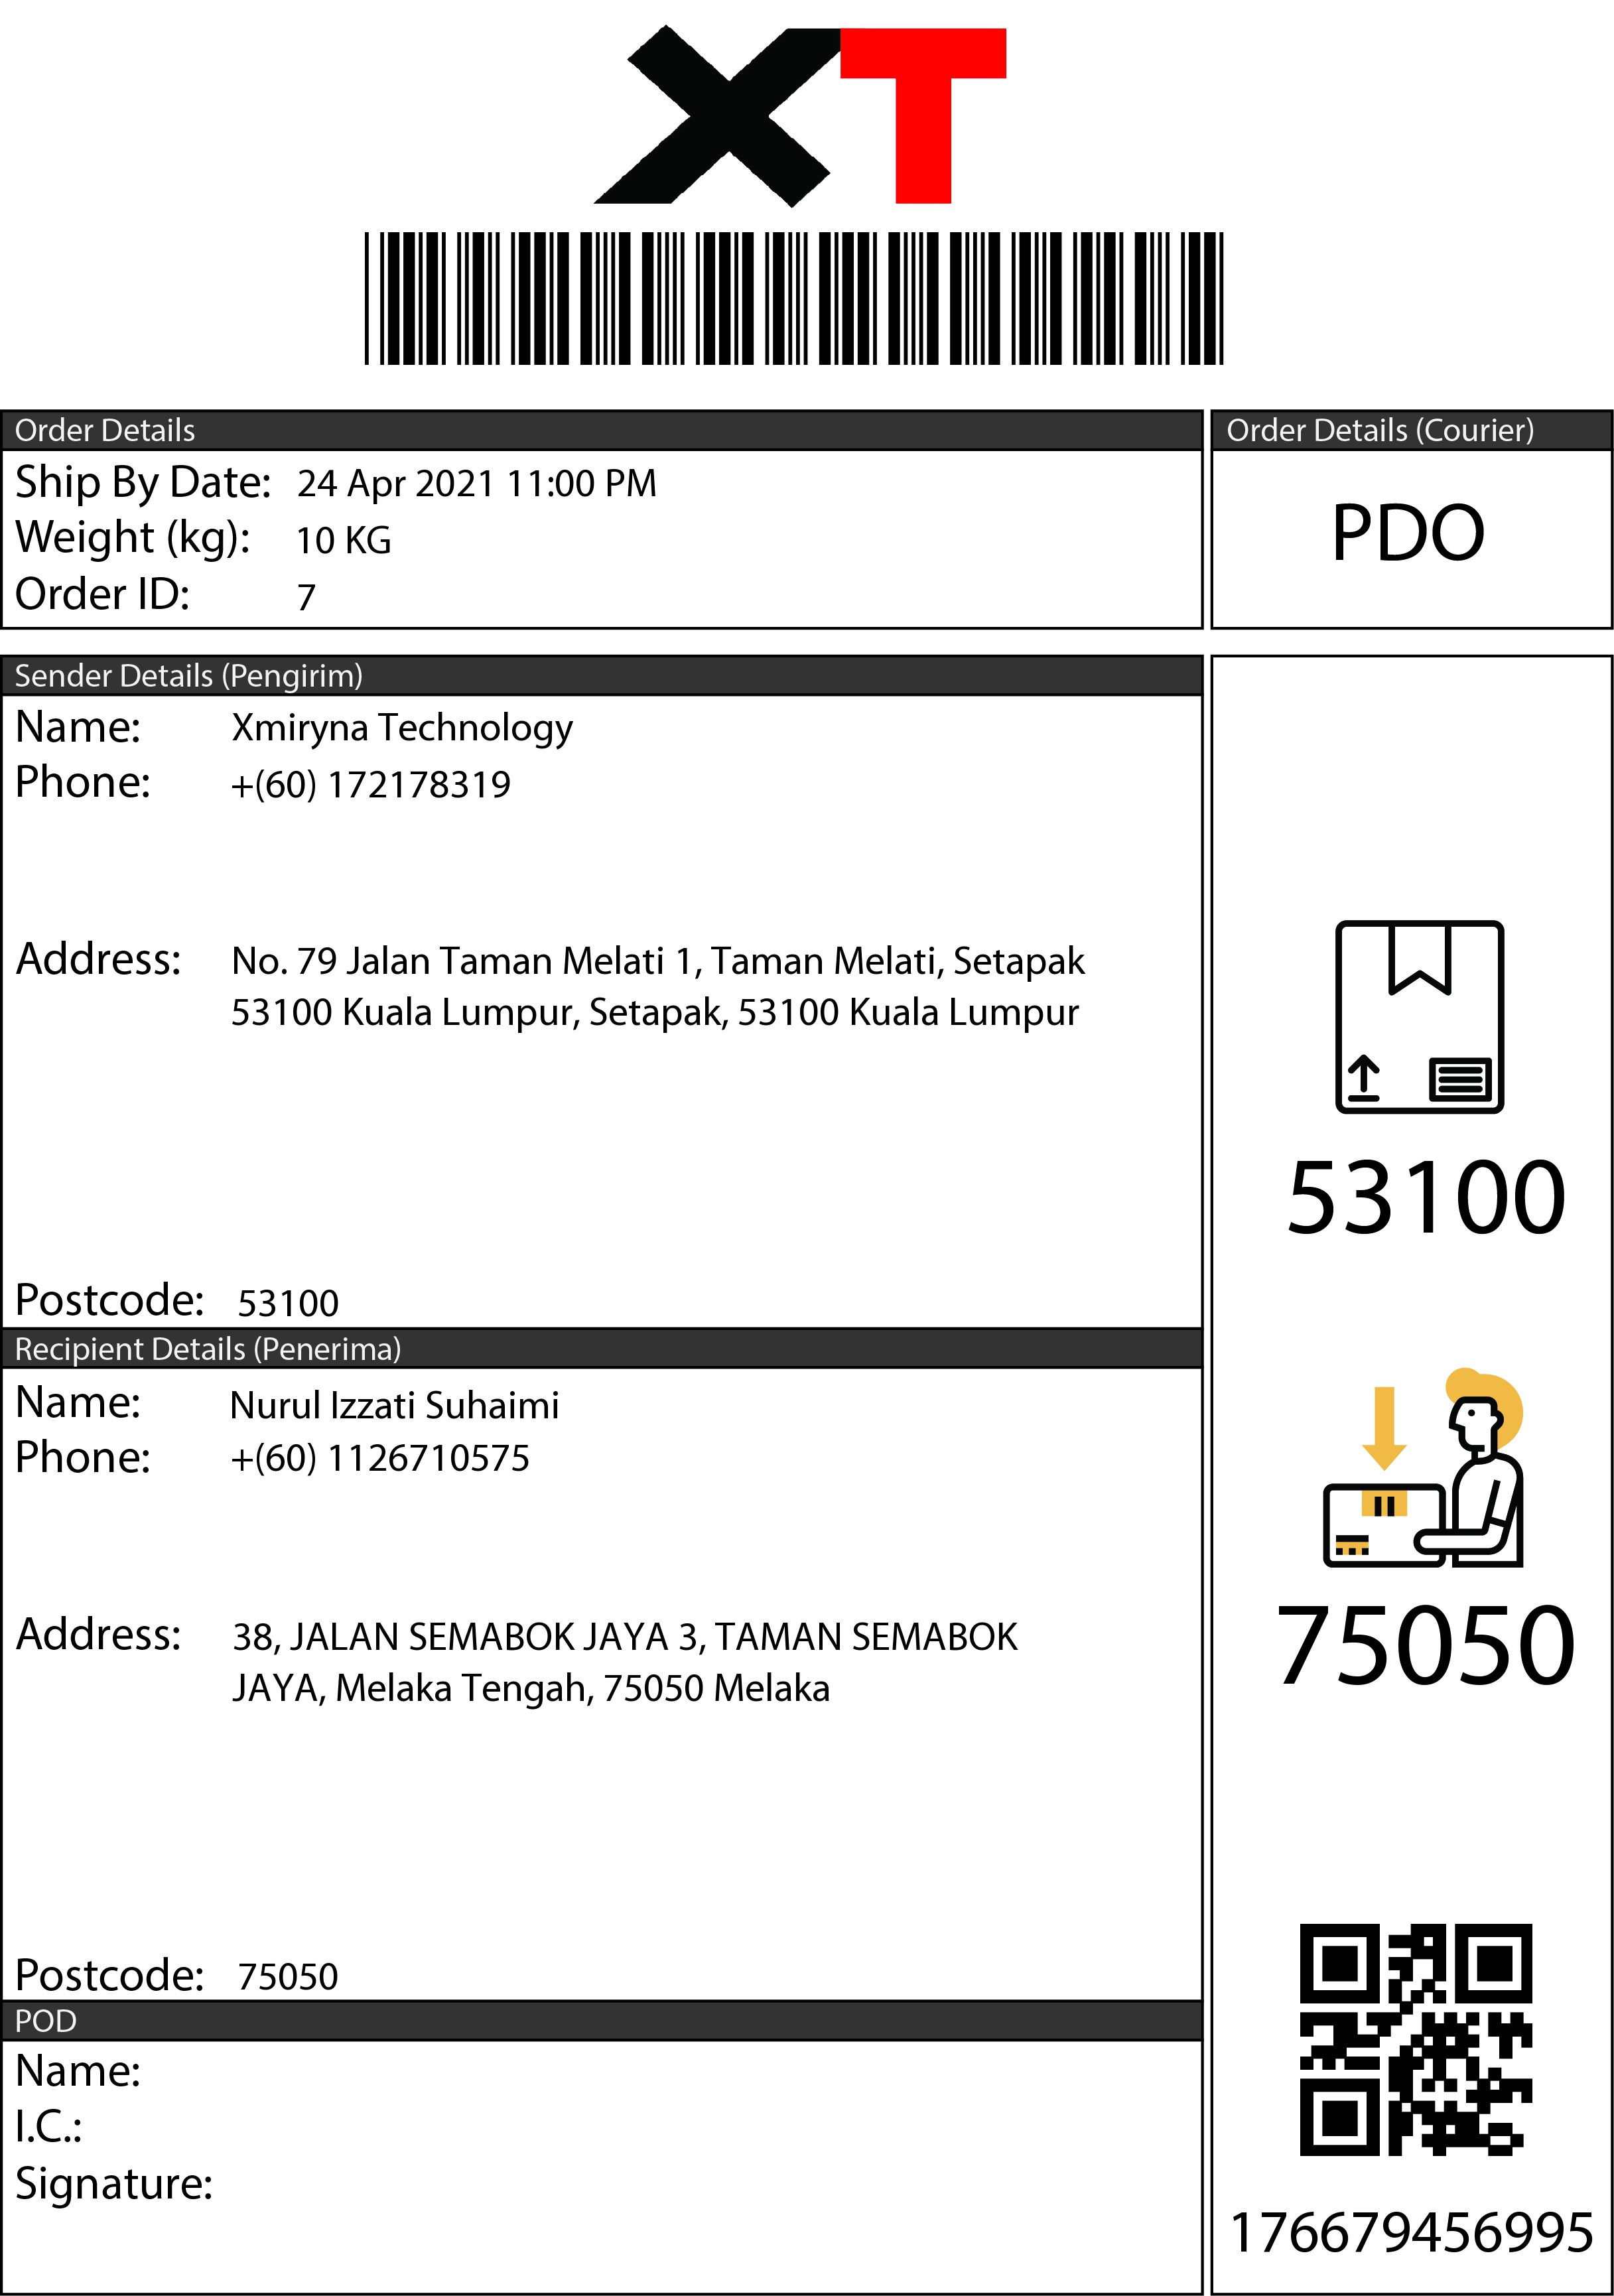 XT
Order Details
Ship By Date: 24 Apr 2021 11:00 PM
Weight (kg): 10 KG
Order ID: 7
Order Details (Courier)
PDO
Sender Details (Pengirim)
Name: Xmiryna Technology
Phone: +(60) 172178319
Address: No. 79 Jalan Taman Melati 1, Taman Melati, Setapak
53100 Kuala Lumpur, Setapak, 53100 Kuala Lumpur
Postcode: 53100
Recipient Details (Penerima)
Name: Nurul Izzati Suhaimi
Phone: +(60) 1126710575
Address: 38, JALAN SEMABOK JAYA 3, TAMAN SEMABOK
JAYA, Melaka Tengah, 75050 Melaka
Postcode: 75050
POD
Name:
I.C.:
Signature:
53100
75050
176679456995